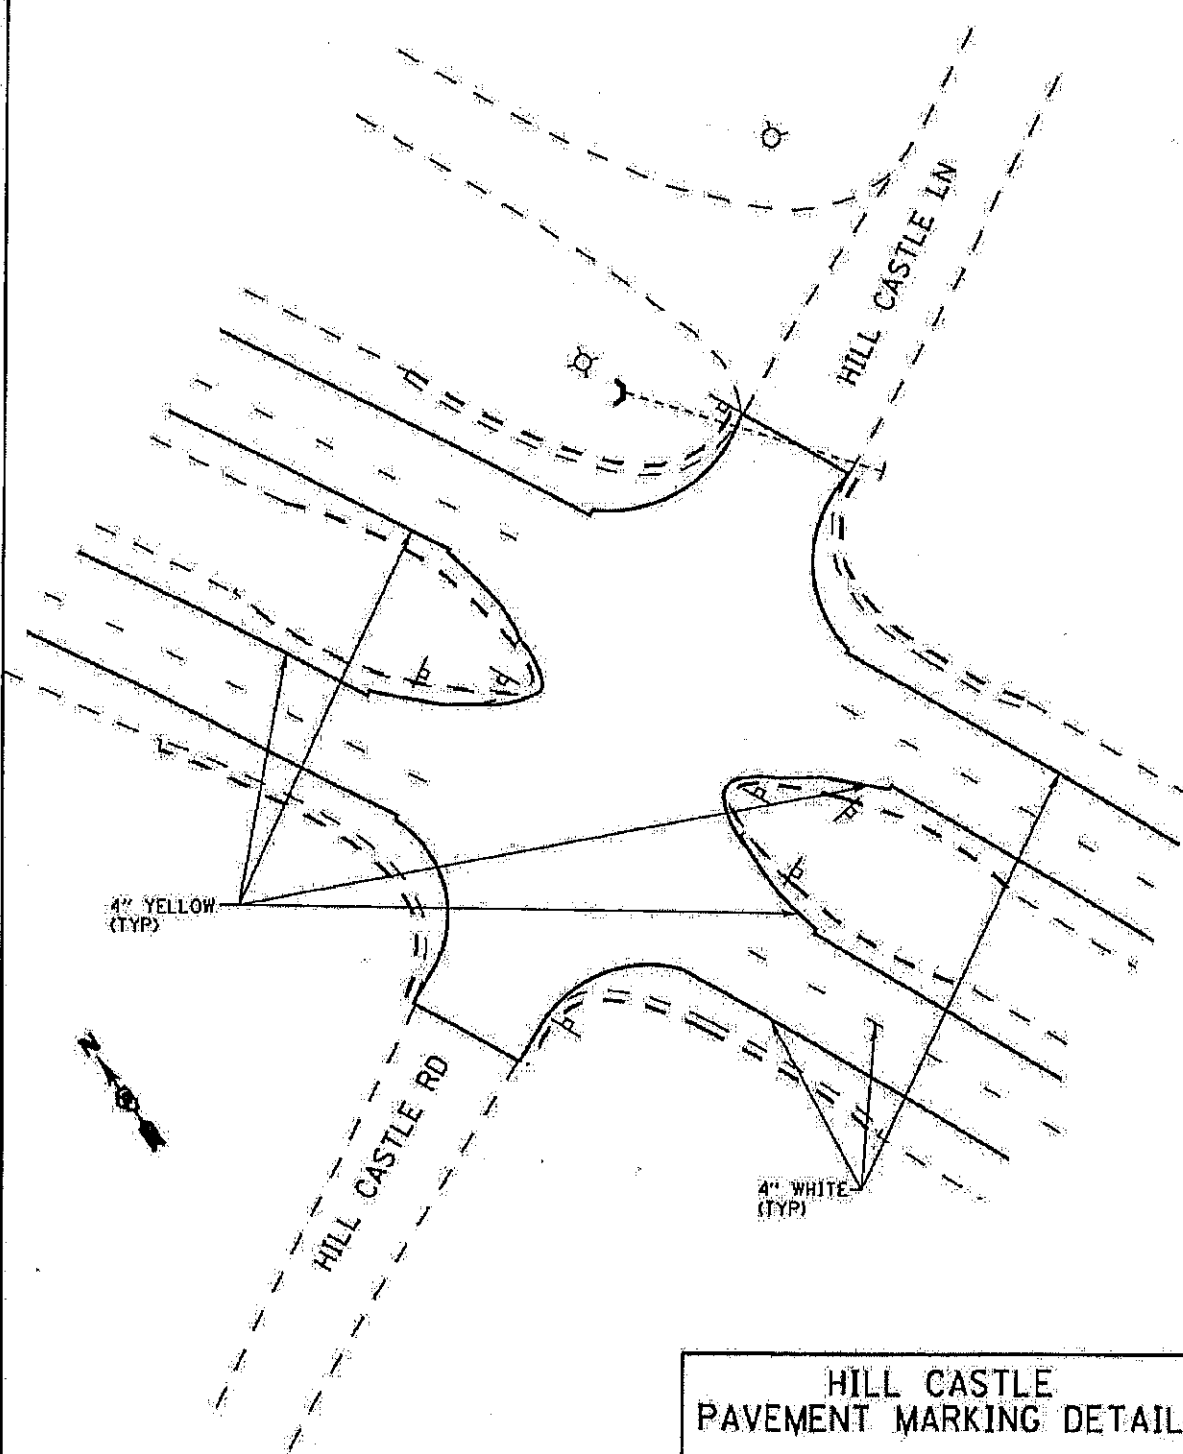 HILL CASTLE LN
4" YELLOW
(TYP)
N
HILL CASTLE RD
4" WHITE
(TYP)
HILL CASTLE
PAVEMENT MARKING DETAIL